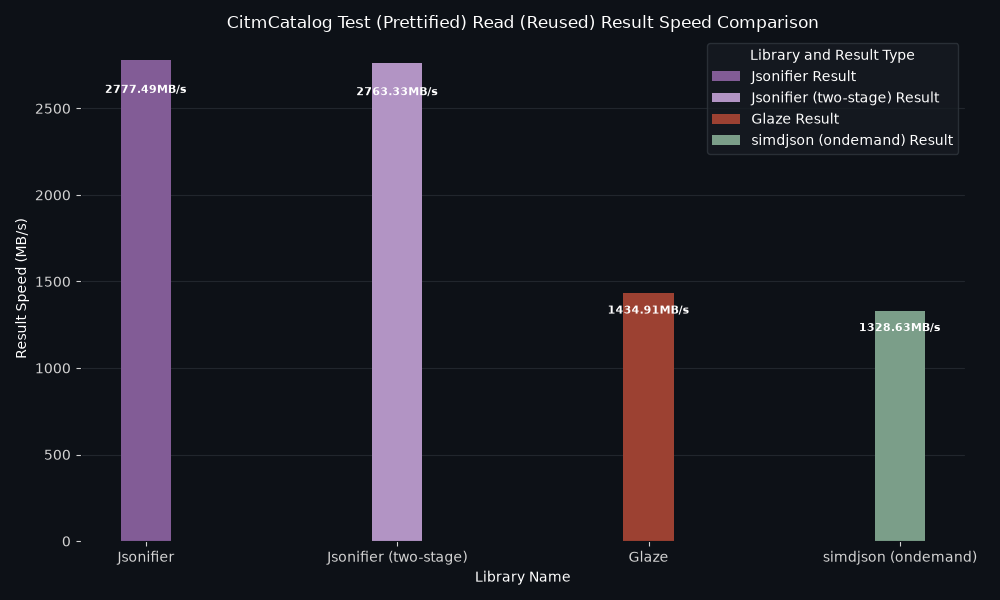 CitmCatalog Test (Prettified) Read (Reused) Result Speed Comparison
Library and Result Type
Jsonifier Result
Jsonifier (two-stage) Result
Glaze Result
simdjson (ondemand) Result
2777.49MB/s
2763.33MB/s
1434.91MB/s
1328.63MB/s
Result Speed (MB/s)
2500
2000
1500
1000
500
0
Jsonifier
Jsonifier (two-stage)
Glaze
simdjson (ondemand)
Library Name